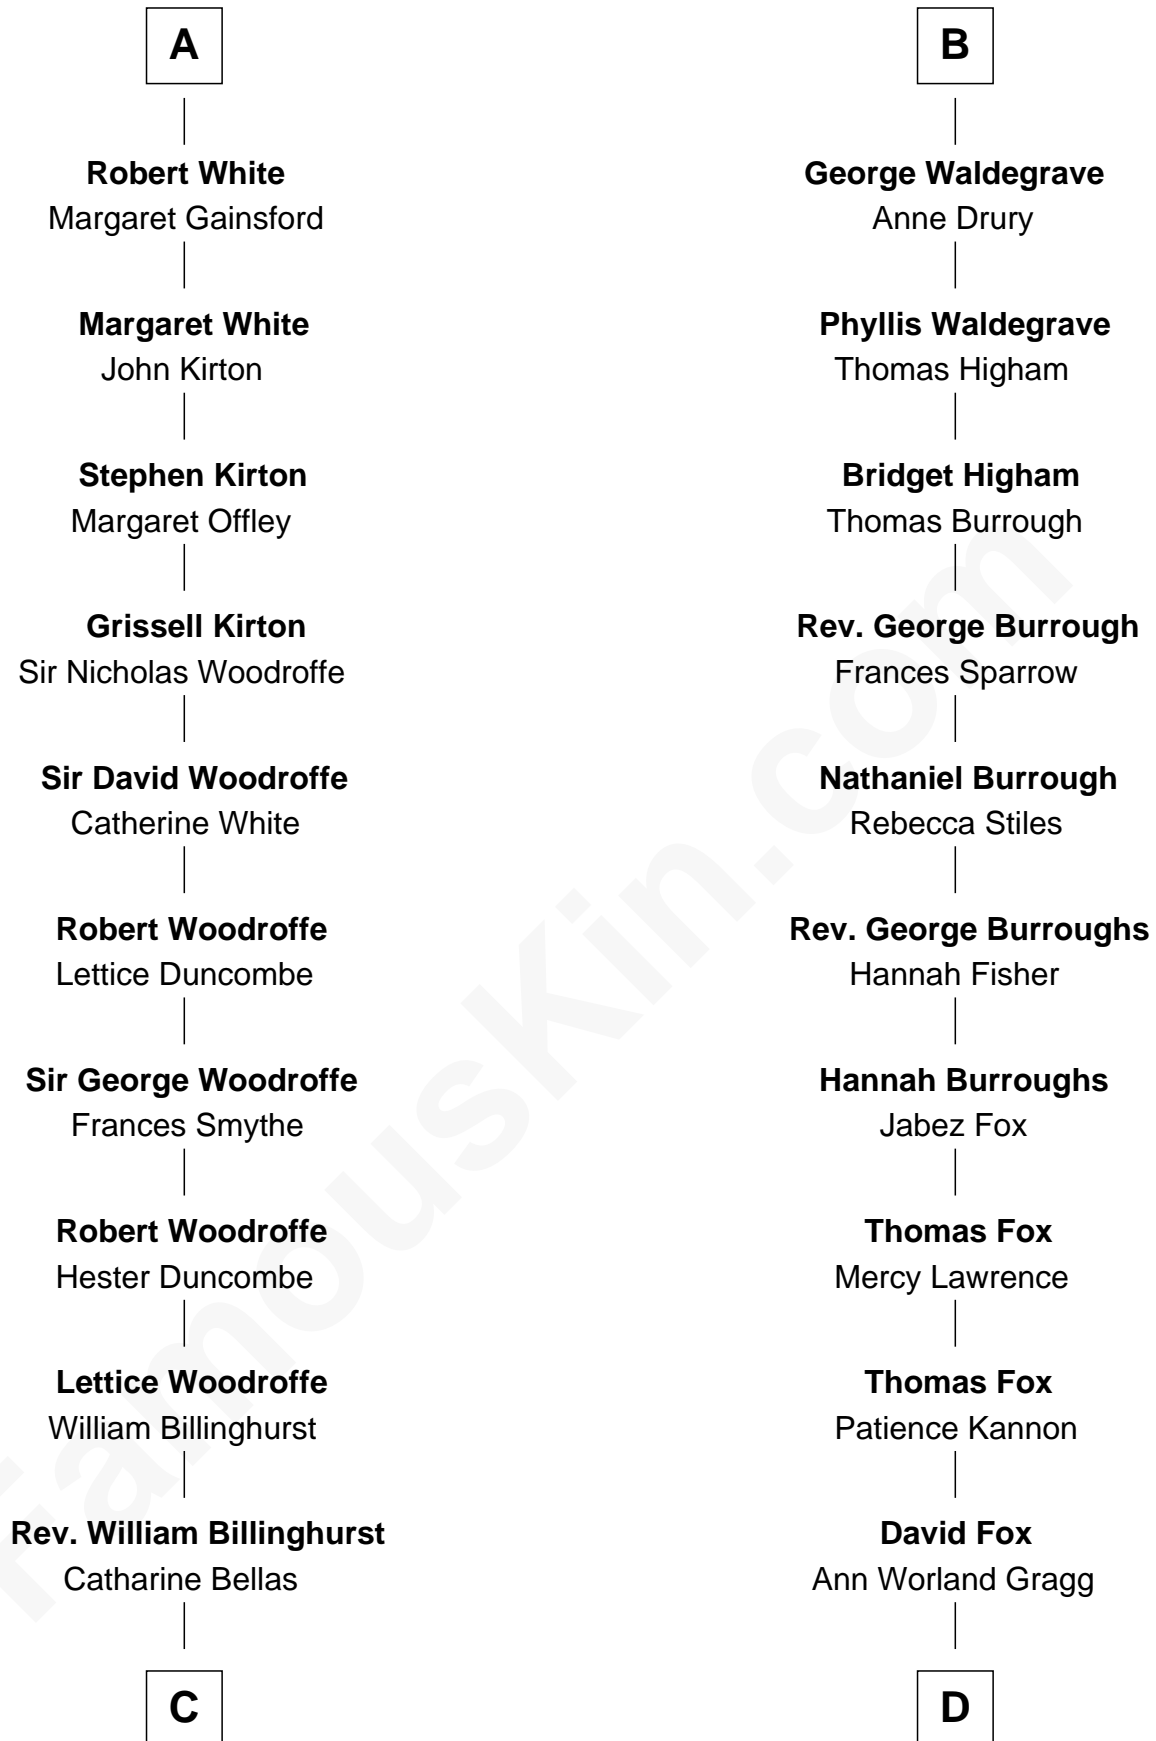 A
Robert White
Margaret Gainsford
Margaret White
John Kirton
Stephen Kirton
Margaret Offley
Grissell Kirton
Sir Nicholas Woodroffe
Sir David Woodroffe
Catherine White
Robert Woodroffe
Lettice Duncombe
Sir George Woodroffe
Frances Smythe
Robert Woodroffe
Hester Duncombe
Lettice Woodroffe
William Billinghurst
Rev. William Billinghurst
Catharine Bellas
C
B
George Waldegrave
Anne Drury
Phyllis Waldegrave
Thomas Higham
Bridget Higham
Thomas Burrough
Rev. George Burrough
Frances Sparrow
Nathaniel Burrough
Rebecca Stiles
Rev. George Burroughs
Hannah Fisher
Hannah Burroughs
Jabez Fox
Thomas Fox
Mercy Lawrence
Thomas Fox
Patience Kannon
David Fox
Ann Worland Gragg
D
FamousKin.com